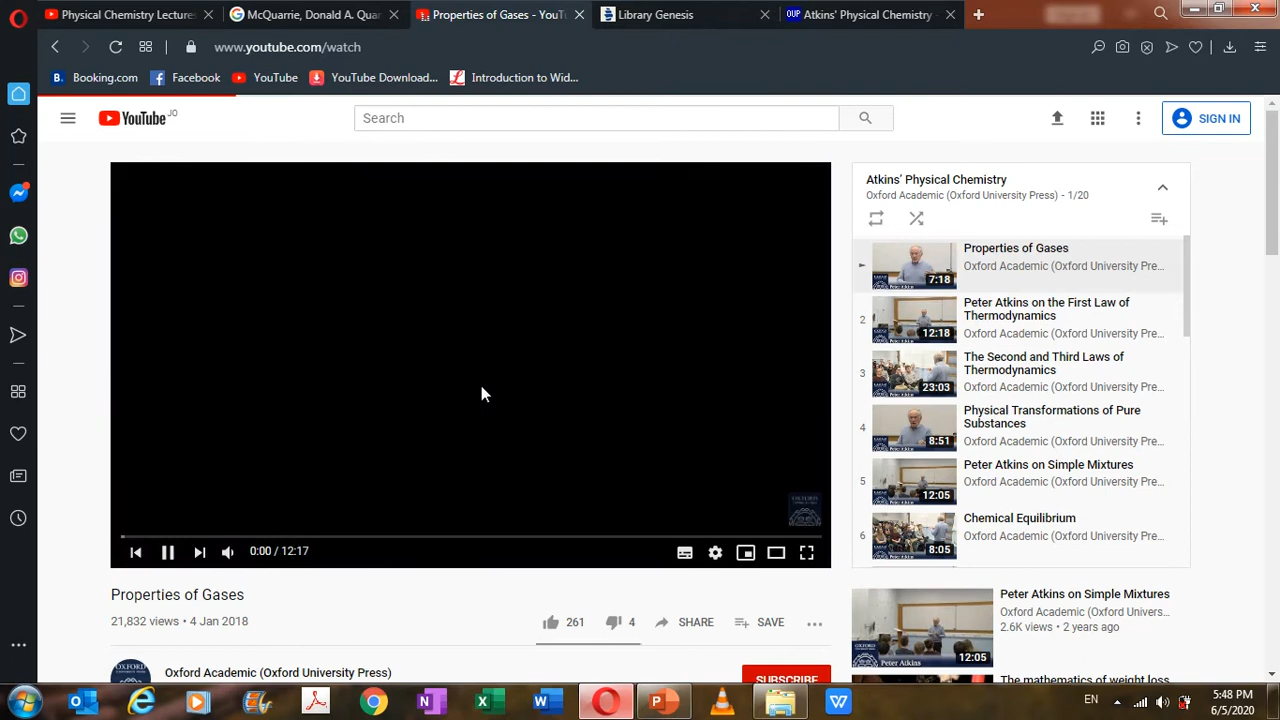 Physical Chemistry Lectures
McQuarrie, Donald A. Quar
Properties of Gases - YouT
Library Genesis
OUP Atkins' Physical Chemistry -
www.youtube.com/watch
B. Booking.com
Facebook
YouTube
YouTube Download...
Introduction to Wid...
YouTube JO
Search
SIGN IN
Atkins' Physical Chemistry
Oxford Academic (Oxford University Press) - 1/20
Properties of Gases
Oxford Academic (Oxford University Pre...
7:18
2
Peter Atkins on the First Law of
Thermodynamics
Oxford Academic (Oxford University Pre...
12:18
3
The Second and Third Laws of
Thermodynamics
Oxford Academic (Oxford University Pre...
23:03
4
Physical Transformations of Pure
Substances
Oxford Academic (Oxford University Pre...
8:51
5
Peter Atkins on Simple Mixtures
Oxford Academic (Oxford University Pre...
12:05
6
Chemical Equilibrium
Oxford Academic (Oxford University Pre...
8:05
OXFORD
0:00 / 12:17
Properties of Gases
21,832 views • 4 Jan 2018
261
4
SHARE
SAVE
OXFORD
Oxford Academic (Oxford University Press)
SUBSCRIBE
Peter Atkins on Simple Mixtures
Oxford Academic (Oxford Univers...
2.6K views • 2 years ago
Peter Atkins
12:05
The mathematics of weight loss
EN
5:48 PM
6/5/2020